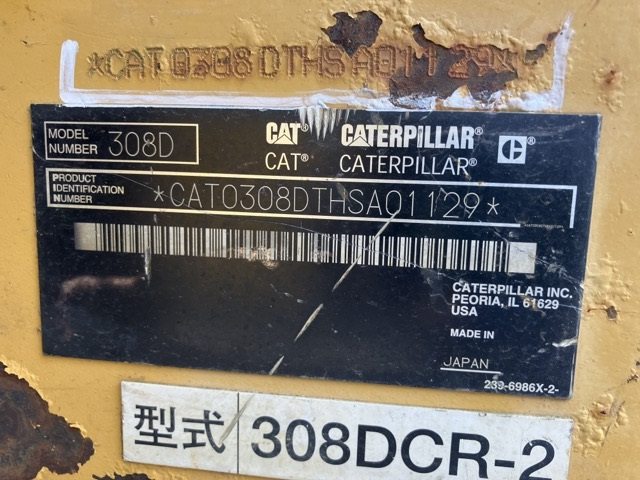 *CAT0308DTHSA01129*
MODEL NUMBER 308D
CAT® CATERPILLAR® C
CAT® CATERPILLAR®
PRODUCT IDENTIFICATION NUMBER *CAT0308DTHSA01129*
CATERPILLAR INC.
PEORIA, IL 61629
USA
MADE IN
JAPAN
239-6986X-2-
型式 308DCR-2